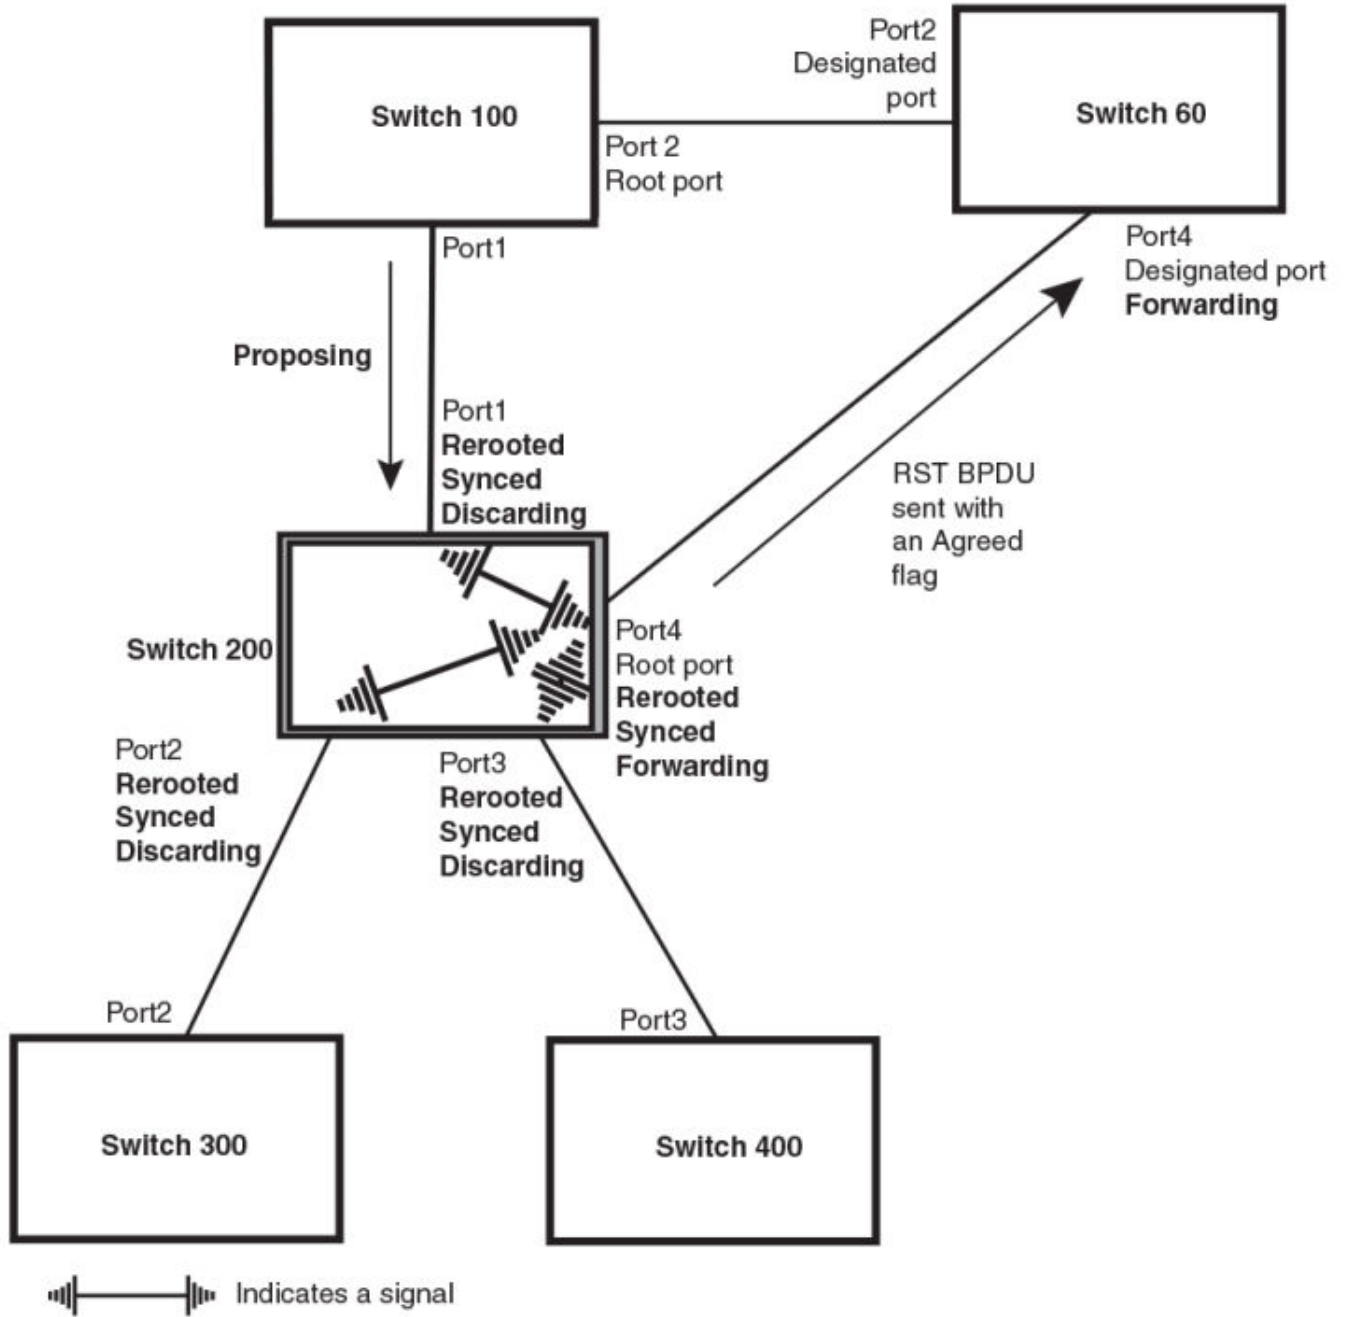 Port2
Designated
port
Switch 100
Switch 60
Port 2
Root port
Port1
Port4
Designated port
Forwarding
Proposing
Port1
Rerooted
Synced
Discarding
RST BPDU
sent with
an Agreed
flag
Switch 200
Port4
Root port
Rerooted
Synced
Forwarding
Port2
Rerooted
Synced
Discarding
Port3
Rerooted
Synced
Discarding
Port2
Port3
Switch 300
Switch 400
Indicates a signal